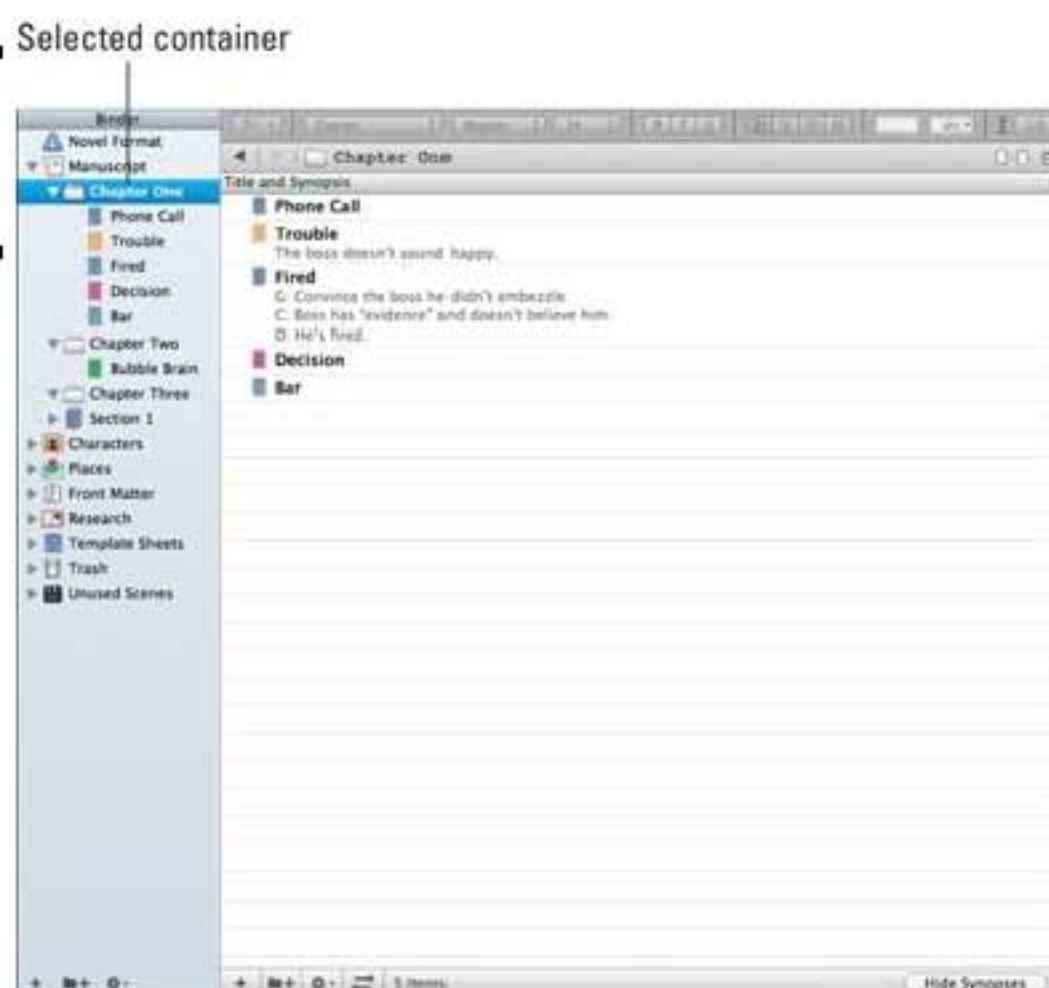 Selected container
Binder
Novel Format
Manuscript
Chapter One
Phone Call
Trouble
Fired
Decision
Bar
Chapter Two
Bubble Brain
Chapter Three
Section 1
Characters
Places
Front Matter
Research
Template Sheets
Trash
Unused Scenes
Chapter One
Title and Synopsis
Phone Call
Trouble
The boss doesn't sound happy.
Fired
G: Convince the boss he didn't embezzle
C: Boss has "evidence" and doesn't believe him
D: He's fired.
Decision
Bar
5 items
Hide Synopses